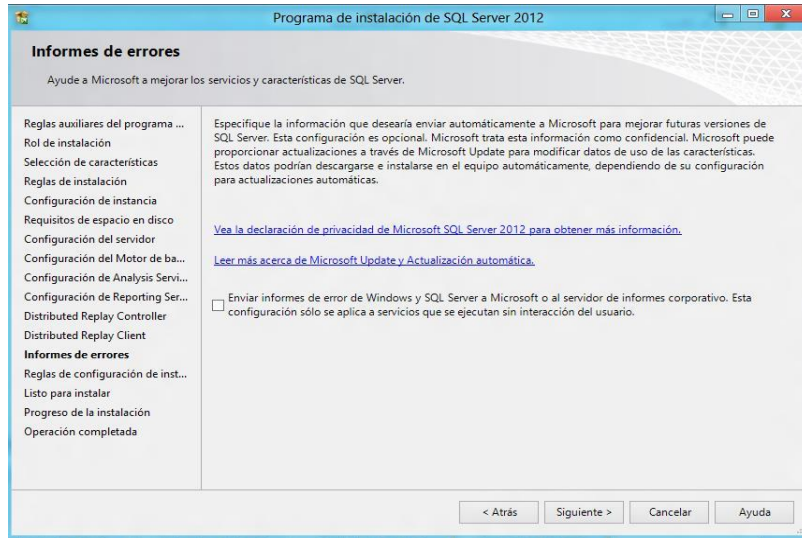 Programa de instalación de SQL Server 2012
Informes de errores
Ayude a Microsoft a mejorar los servicios y características de SQL Server.
Reglas auxiliares del programa ...
Rol de instalación
Selección de características
Reglas de instalación
Configuración de instancia
Requisitos de espacio en disco
Configuración del servidor
Configuración del Motor de ba...
Configuración de Analysis Servi...
Configuración de Reporting Ser...
Distributed Replay Controller
Distributed Replay Client
Informes de errores
Reglas de configuración de inst...
Listo para instalar
Progreso de la instalación
Operación completada
Especifique la información que desearía enviar automáticamente a Microsoft para mejorar futuras versiones de
SQL Server. Esta configuración es opcional. Microsoft trata esta información como confidencial. Microsoft puede
proporcionar actualizaciones a través de Microsoft Update para modificar datos de uso de las características.
Estos datos podrían descargarse e instalarse en el equipo automáticamente, dependiendo de su configuración
para actualizaciones automáticas.
Vea la declaración de privacidad de Microsoft SQL Server 2012 para obtener más información.
Leer más acerca de Microsoft Update y Actualización automática.
Enviar informes de error de Windows y SQL Server a Microsoft o al servidor de informes corporativo. Esta
configuración sólo se aplica a servicios que se ejecutan sin interacción del usuario.
< Atrás
Siguiente >
Cancelar
Ayuda